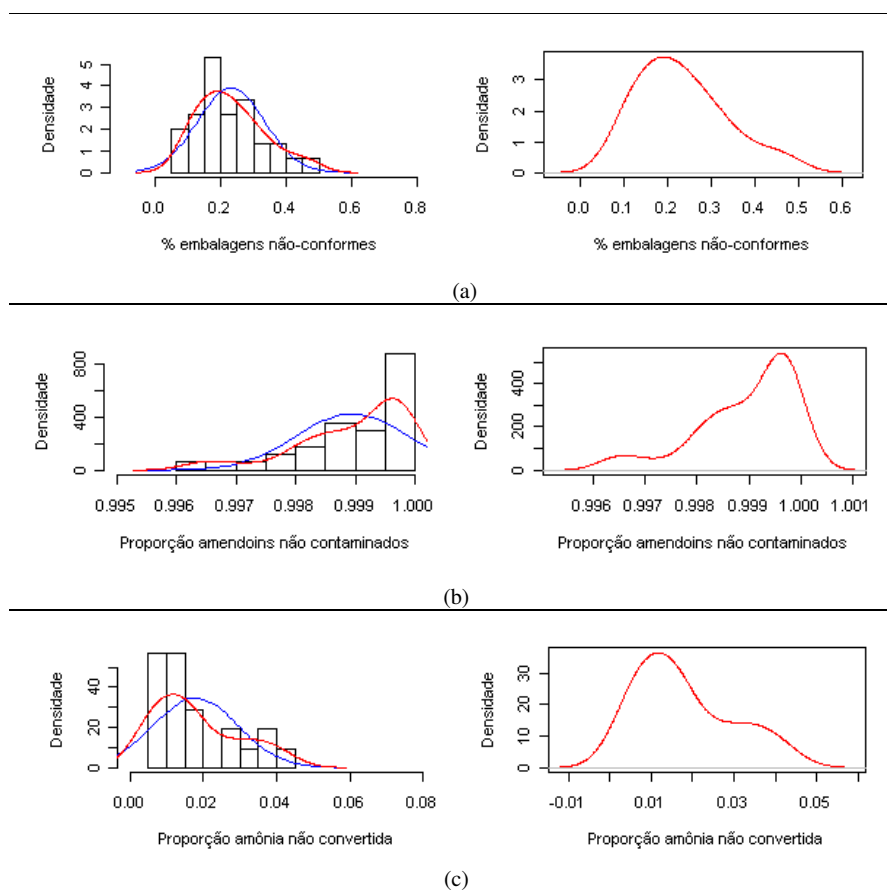 Densidade
0 1 2 3 4 5
0.0 0.2 0.4 0.6 0.8
% embalagens não-conformes
Densidade
0 1 2 3
0.0 0.1 0.2 0.3 0.4 0.5 0.6
% embalagens não-conformes
(a)
Densidade
0 400 800
0.995 0.996 0.997 0.998 0.999 1.000
Proporção amendoins não contaminados
Densidade
0 200 400
0.996 0.997 0.998 0.999 1.000 1.001
Proporção amendoins não contaminados
(b)
Densidade
0 20 40
0.00 0.02 0.04 0.06 0.08
Proporção amônia não convertida
Densidade
0 10 20 30
-0.01 0.01 0.03 0.05
Proporção amônia não convertida
(c)